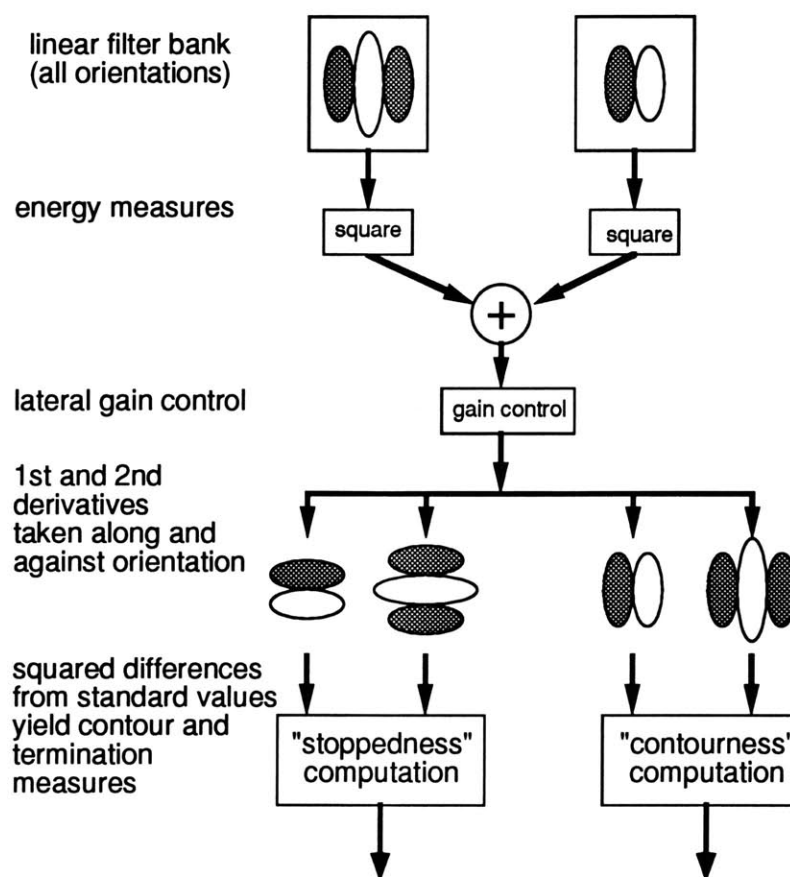 linear filter bank
(all orientations)
energy measures
square
square
+
lateral gain control
gain control
1st and 2nd
derivatives
taken along and
against orientation
squared differences
from standard values
yield contour and
termination
measures
"stoppedness"
computation
"contourness"
computation